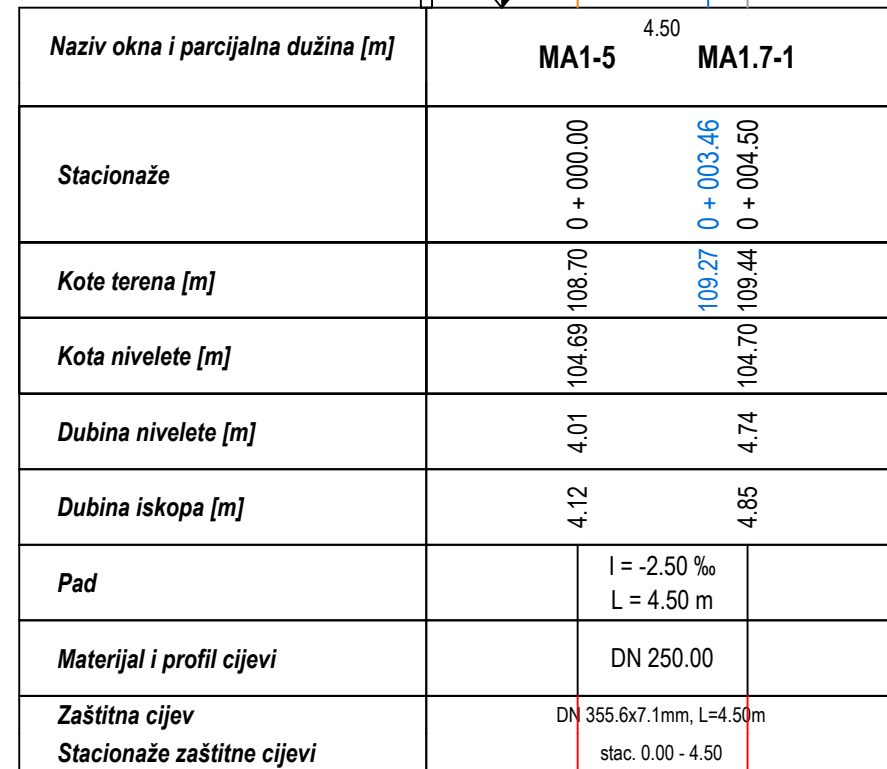 Naziv okna i parcijalna dužina [m]
4.50
MA1-5 MA1.7-1
Stacionaže
0 + 000.00 0 + 003.46 0 + 004.50
Kote terena [m]
108.70 109.27 109.44
Kota nivelete [m]
104.69 104.70
Dubina nivelete [m]
4.01 4.74
Dubina iskopa [m]
4.12 4.85
Pad
I = -2.50 ‰
L = 4.50 m
Materijal i profil cijevi
DN 250.00
Zaštitna cijev
DN 355.6x7.1mm, L=4.50m
Stacionaže zaštitne cijevi
stac. 0.00 - 4.50